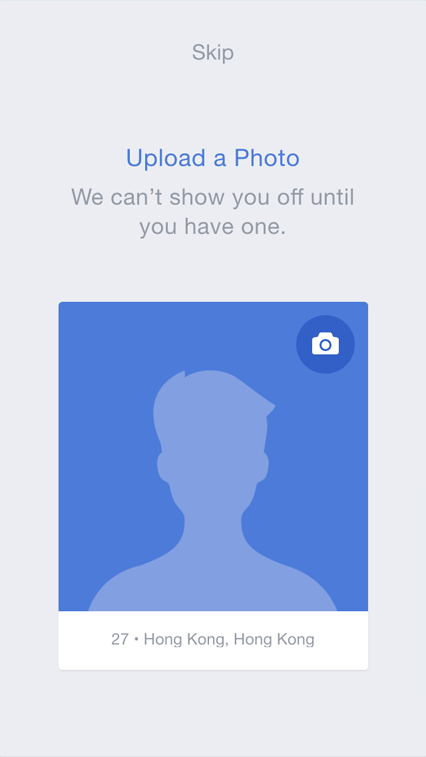 Skip
Upload a Photo
We can’t show you off until
you have one.
27 • Hong Kong, Hong Kong